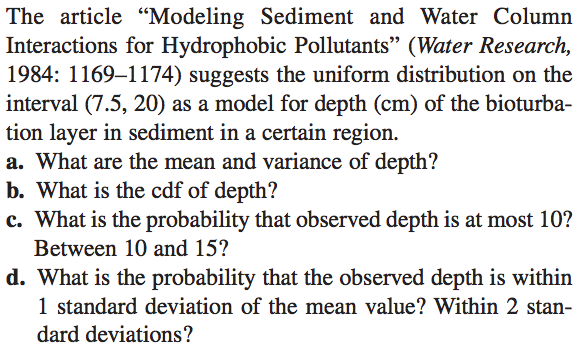 The article “Modeling Sediment and Water Column
Interactions for Hydrophobic Pollutants” (Water Research,
1984: 1169–1174) suggests the uniform distribution on the
interval (7.5, 20) as a model for depth (cm) of the bioturba-
tion layer in sediment in a certain region.
a. What are the mean and variance of depth?
b. What is the cdf of depth?
c. What is the probability that observed depth is at most 10?
Between 10 and 15?
d. What is the probability that the observed depth is within
1 standard deviation of the mean value? Within 2 stan-
dard deviations?